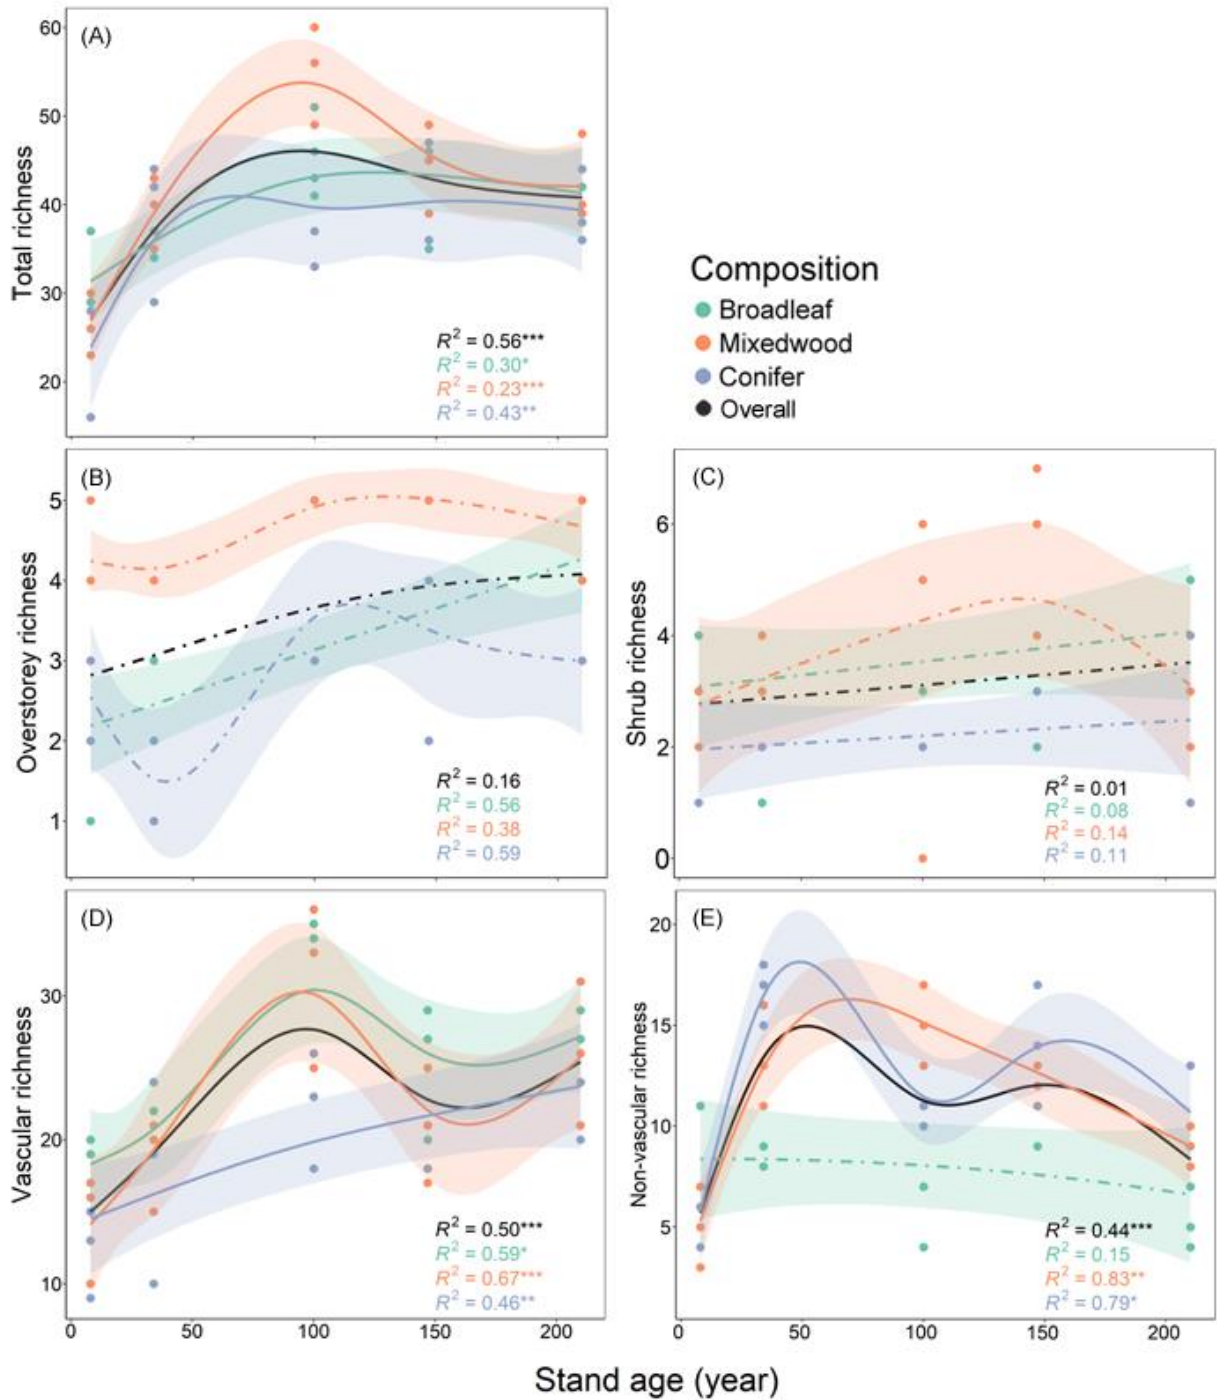 (A)
Total richness
60
50
40
30
20
R² = 0.56***
R² = 0.30*
R² = 0.23***
R² = 0.43**
Composition
Broadleaf
Mixedwood
Conifer
Overall
(B)
Overstorey richness
5
4
3
2
1
R² = 0.16
R² = 0.56
R² = 0.38
R² = 0.59
(C)
Shrub richness
6
4
2
0
R² = 0.01
R² = 0.08
R² = 0.14
R² = 0.11
(D)
Vascular richness
30
20
10
R² = 0.50***
R² = 0.59*
R² = 0.67***
R² = 0.46**
0 50 100 150 200
(E)
Non-vascular richness
20
15
10
5
R² = 0.44***
R² = 0.15
R² = 0.83**
R² = 0.79*
0 50 100 150 200
Stand age (year)